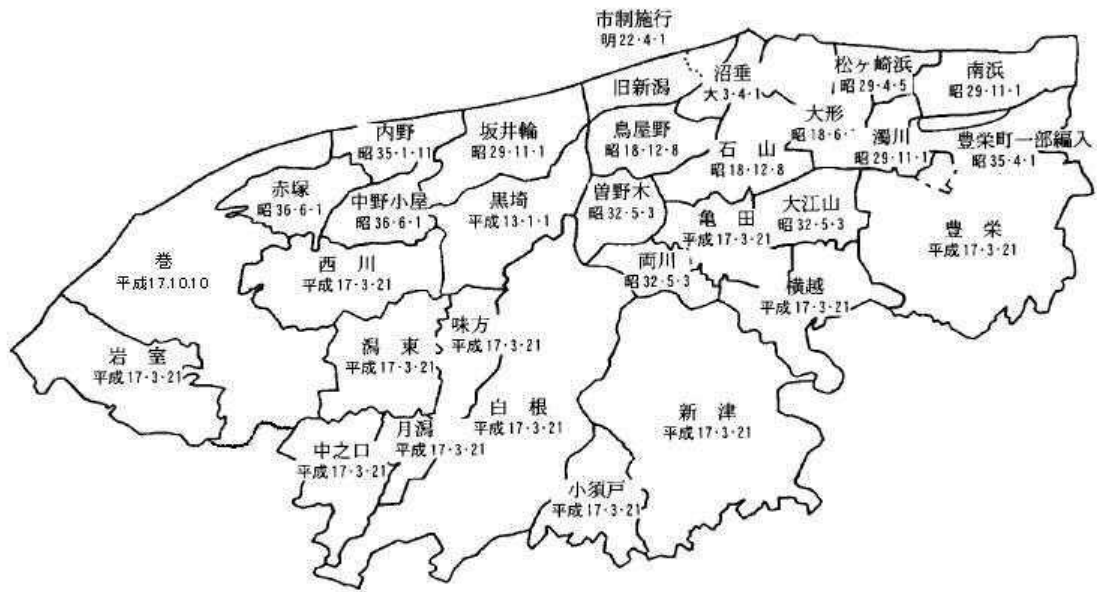 市制施行
明22·4·1
旧新潟
沼垂
大3-4-1
松ヶ崎浜
昭29-4-5
南浜
昭29-11-1
大形
昭18-6-
濁川
昭29-11-1
豊栄町一部編入
昭35-4-1
内野
昭35-1-11
坂井輪
昭29-11-1
鳥屋野
昭18-12-8
石山
昭18-12-8
赤塚
昭36-6-1
中野小屋
昭36-6-1
黒埼
平成13-1-1
曽野木
昭32-5-3
亀田
平成17-3-21
大江山
昭32-5-3
豊栄
平成17-3-21
巻
平成17.10.10
西川
平成17-3-21
両川
昭32-5-3
横越
平成17-3-21
岩室
平成17-3-21
潟東
平成17-3-21
味方
平成17-3-21
白根
平成17-3-21
新津
平成17-3-21
中之口
平成17-3-21
月潟
平成17-3-21
小須戸
平成17-3-21